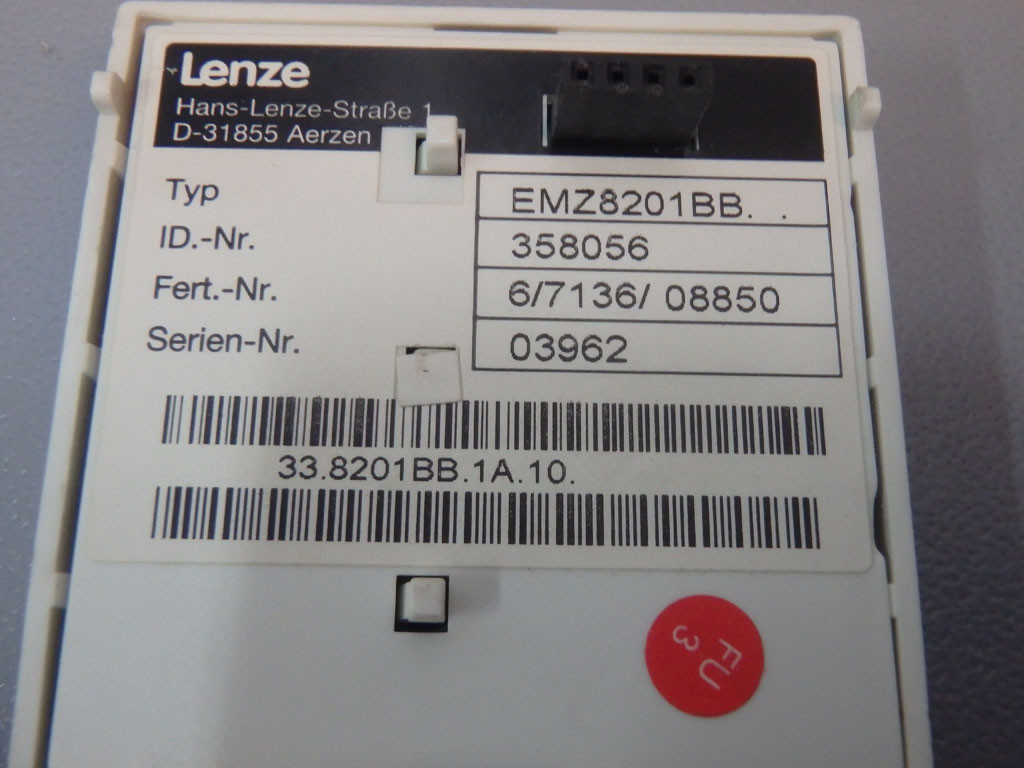 Lenze
Hans-Lenze-Straße 1
D-31855 Aerzen
Typ EMZ8201BB. .
ID.-Nr. 358056
Fert.-Nr. 6/7136/ 08850
Serien-Nr. 03962
33.8201BB.1A.10.
FU
3